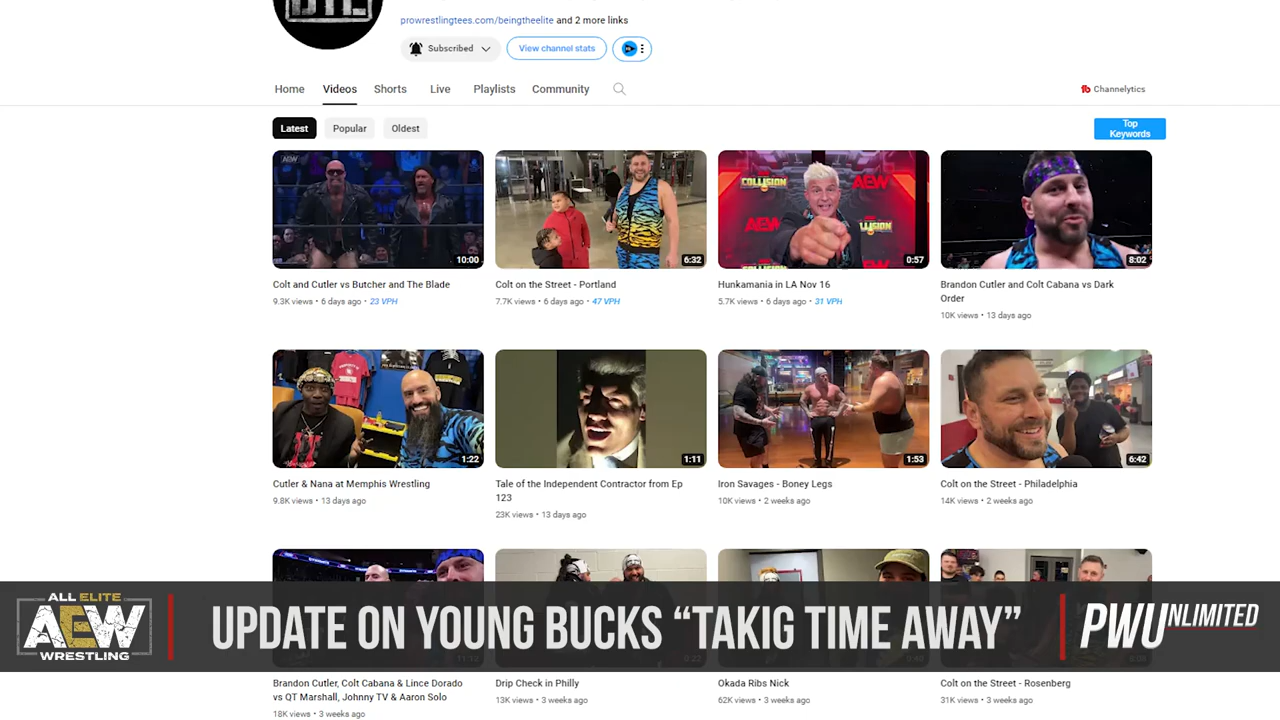 BTE
prowrestlingtees.com/beingtheelite and 2 more links
Subscribed
View channel stats
Home Videos Shorts Live Playlists Community
Channelytics
Latest Popular Oldest
Top
Keywords
AEW
10:00
6:32
COLLISION
AEW
AEW
LLISION
0:57
8:02
Colt and Cutler vs Butcher and The Blade
9.3K views • 6 days ago • 23 VPH
Colt on the Street - Portland
7.7K views • 6 days ago • 47 VPH
Hunkamania in LA Nov 16
5.7K views • 6 days ago • 31 VPH
Brandon Cutler and Colt Cabana vs Dark
Order
10K views • 13 days ago
1:22
1:11
1:53
6:42
Cutler & Nana at Memphis Wrestling
9.8K views • 13 days ago
Tale of the Independent Contractor from Ep
123
23K views • 13 days ago
Iron Savages - Boney Legs
10K views • 2 weeks ago
Colt on the Street - Philadelphia
14K views • 2 weeks ago
ALL ELITE
AEW
WRESTLING
UPDATE ON YOUNG BUCKS “TAKIG TIME AWAY”
PWUNLIMITED
Brandon Cutler, Colt Cabana & Lince Dorado
vs QT Marshall, Johnny TV & Aaron Solo
18K views • 3 weeks ago
Drip Check in Philly
13K views • 3 weeks ago
Okada Ribs Nick
62K views • 3 weeks ago
Colt on the Street - Rosenberg
31K views • 3 weeks ago